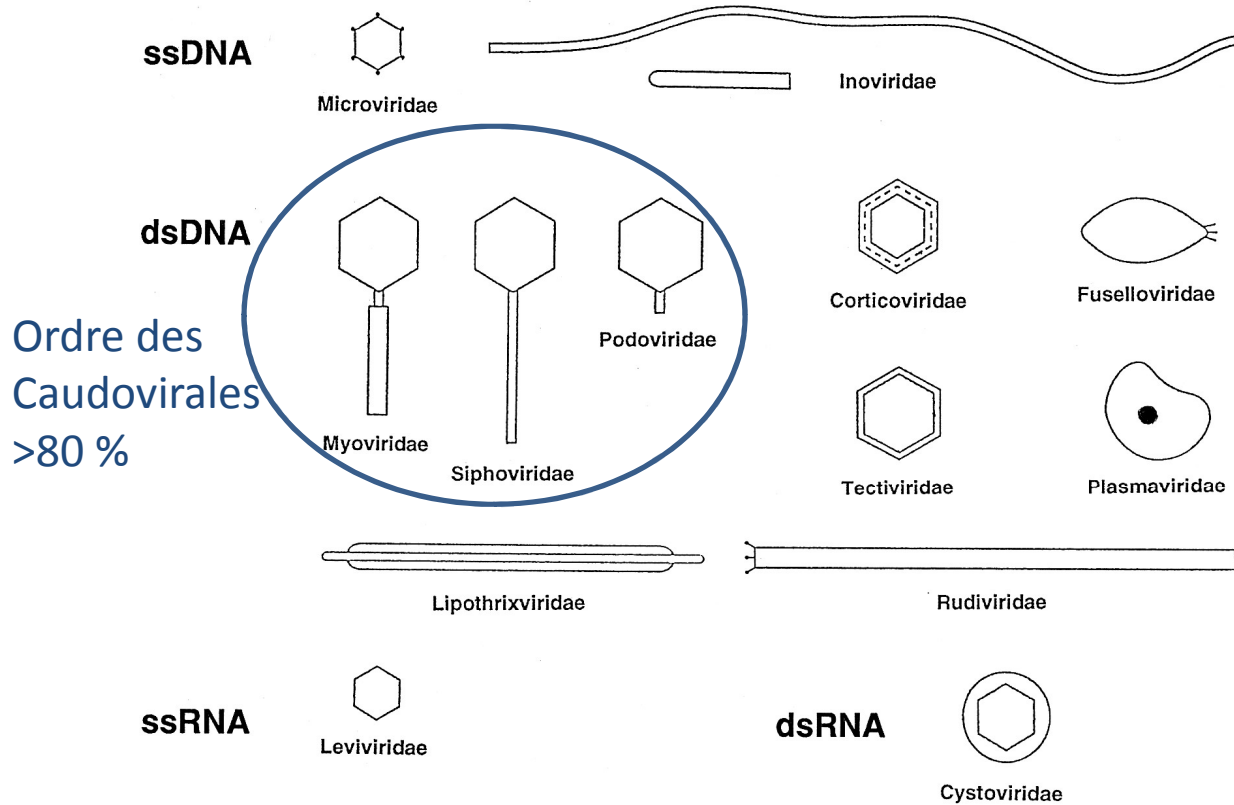 ssDNA
Microviridae
Inoviridae
dsDNA
Ordre des
Caudovirales
>80 %
Myoviridae
Siphoviridae
Podoviridae
Corticoviridae
Fuselloviridae
Tectiviridae
Plasmaviridae
Lipothrixviridae
Rudiviridae
ssRNA
Leviviridae
dsRNA
Cystoviridae